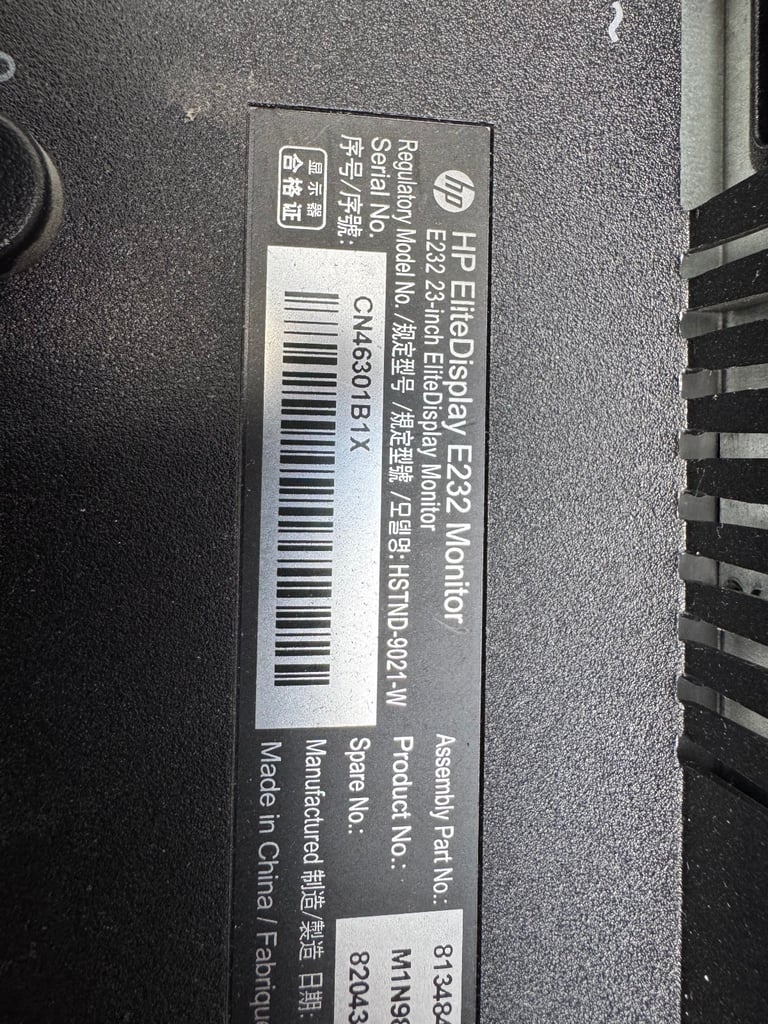 hp
HP EliteDisplay E232 Monitor/
E232 23-inch EliteDisplay Monitor
Regulatory Model No. /规定型号 /規定型號 /모델명: HSTND-9021-W
Serial No.
序号/序號:
显示器
合格证
CN46301B1X
Assembly Part No.: 81348
Product No.: M1N98
Spare No.: 82043
Manufactured 制造/製造 日期:
Made in China / Fabriqu
~